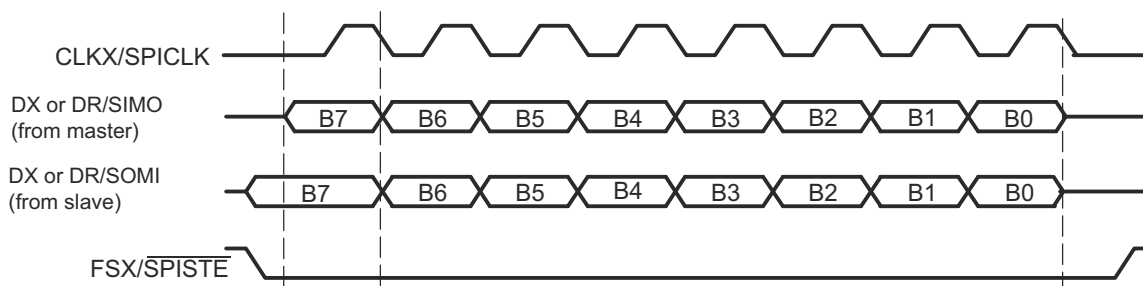 CLKX/SPICLK
DX or DR/SIMO
(from master)
B7 B6 B5 B4 B3 B2 B1 B0
DX or DR/SOMI
(from slave)
B7 B6 B5 B4 B3 B2 B1 B0
FSX/SPISTE